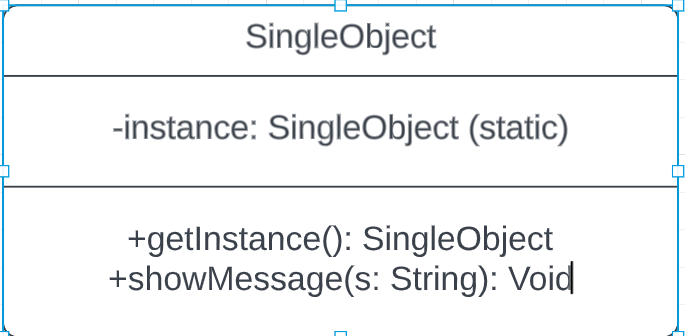 SingleObject
-instance: SingleObject (static)
+getInstance(): SingleObject
+showMessage(s: String): Void